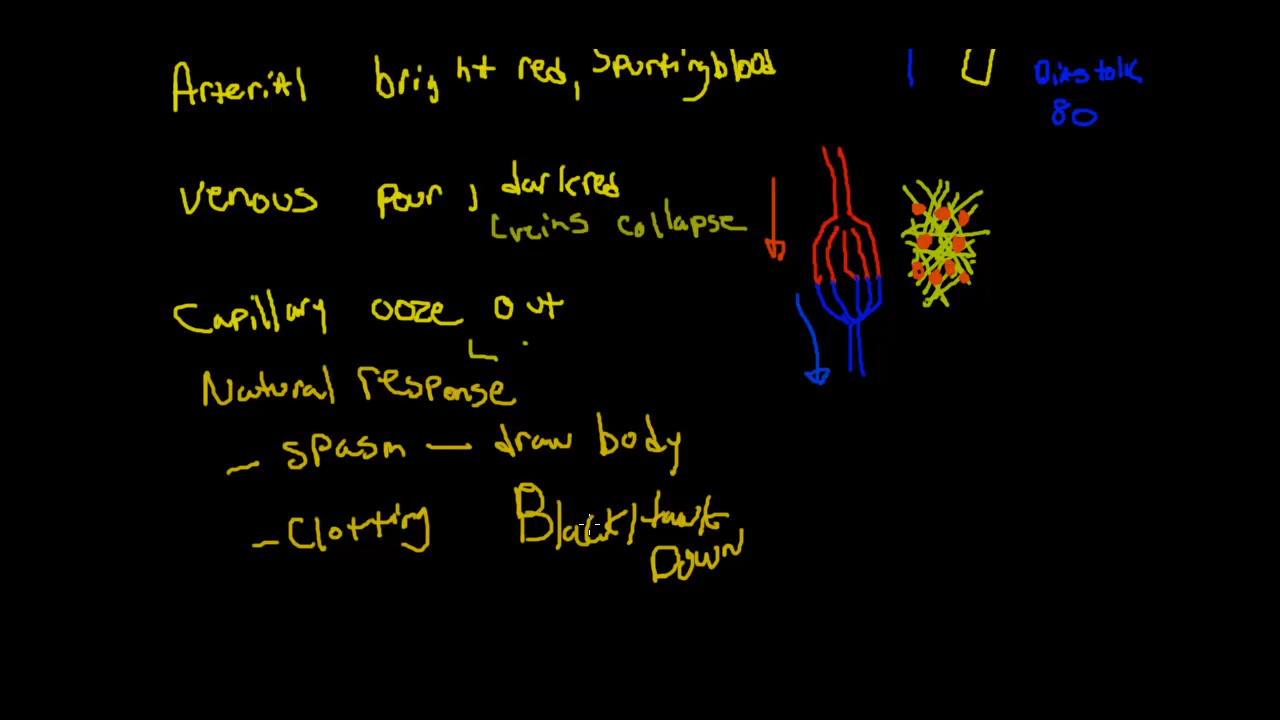 Arterial bright red, Spurting blood
Diastolic
80
Venous pour, dark red
veins collapse
Capillary ooze out
Natural response
- spasm — draw body
- Clotting
Down